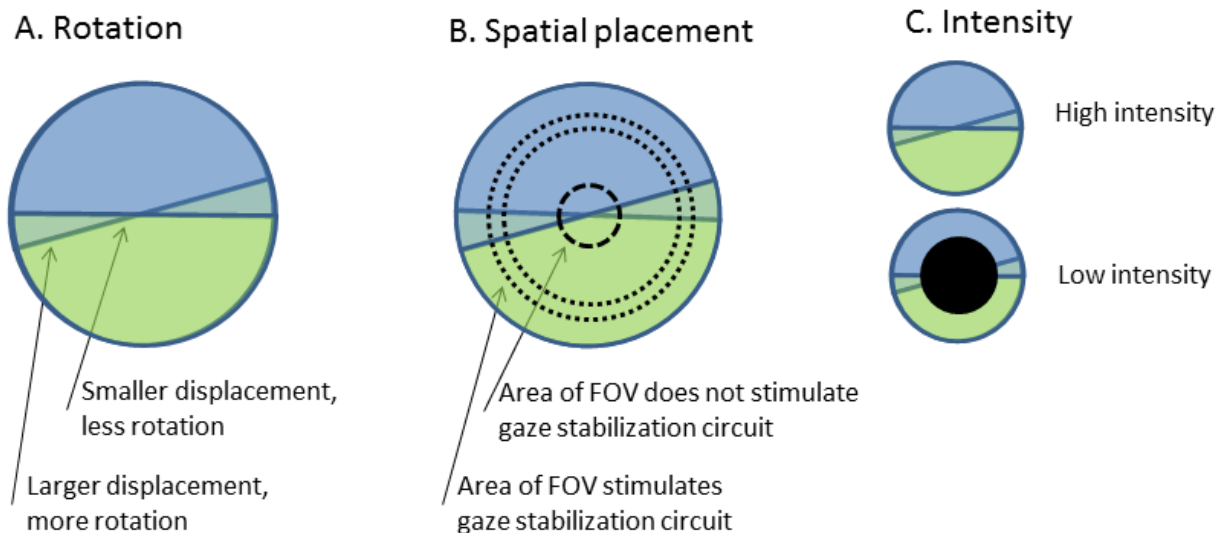 A. Rotation
Smaller displacement,
less rotation
Larger displacement,
more rotation
B. Spatial placement
Area of FOV does not stimulate
gaze stabilization circuit
Area of FOV stimulates
gaze stabilization circuit
C. Intensity
High intensity
Low intensity